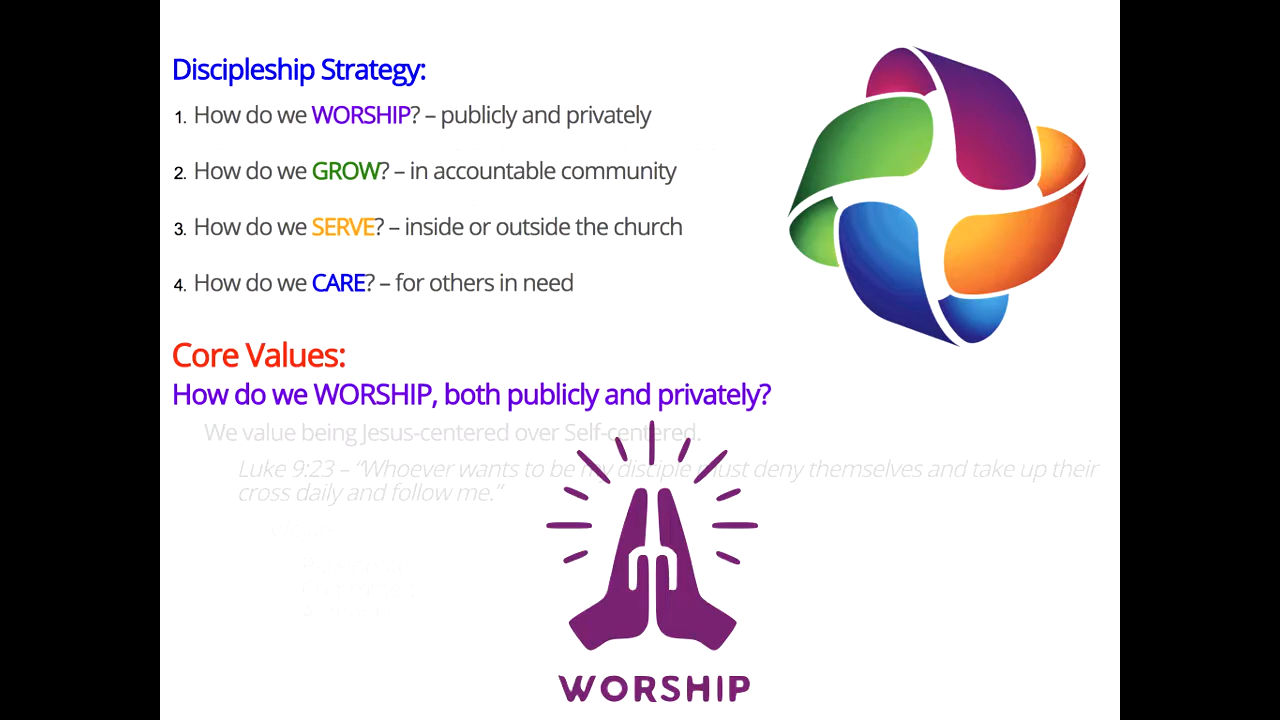 Discipleship Strategy:
1. How do we WORSHIP? – publicly and privately
2. How do we GROW? – in accountable community
3. How do we SERVE? – inside or outside the church
4. How do we CARE? – for others in need
Core Values:
How do we WORSHIP, both publicly and privately?
We value being Jesus-centered over Self-centered.
Luke 9:23 – “Whoever wants to be my disciple must deny themselves and take up their
cross daily and follow me.“
WORSHIP